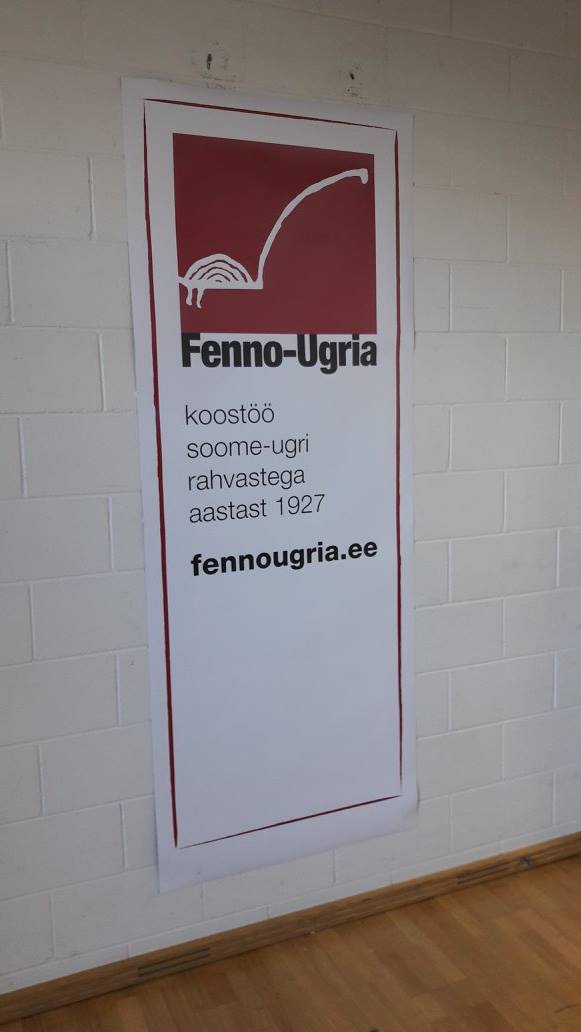 Fenno-Ugria
koostöö
soome-ugri
rahvastega
aastast 1927
fennougria.ee